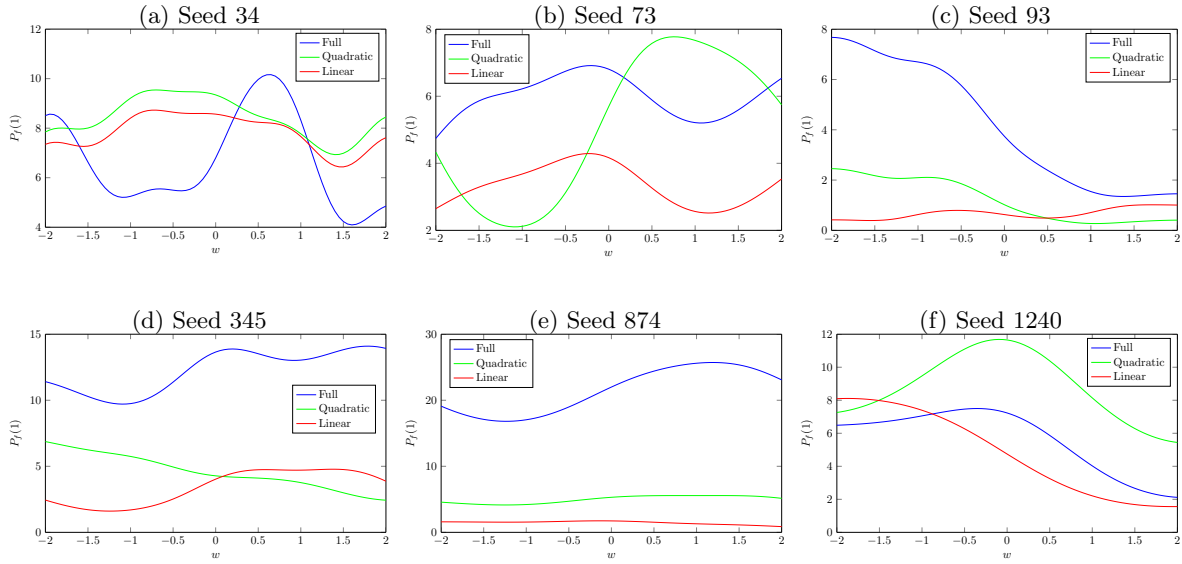 (a) Seed 34
12
10
8
6
4
−2
−1.5
−1
−0.5
0
0.5
1
1.5
2
P_f(1)
w
Full
Quadratic
Linear
(b) Seed 73
8
6
4
2
−2
−1.5
−1
−0.5
0
0.5
1
1.5
2
P_f(1)
w
Full
Quadratic
Linear
(c) Seed 93
8
6
4
2
0
−2
−1.5
−1
−0.5
0
0.5
1
1.5
2
P_f(1)
w
Full
Quadratic
Linear
(d) Seed 345
15
10
5
0
−2
−1.5
−1
−0.5
0
0.5
1
1.5
2
P_f(1)
w
Full
Quadratic
Linear
(e) Seed 874
30
20
10
0
−2
−1.5
−1
−0.5
0
0.5
1
1.5
2
P_f(1)
w
Full
Quadratic
Linear
(f) Seed 1240
12
10
8
6
4
2
0
−2
−1.5
−1
−0.5
0
0.5
1
1.5
2
P_f(1)
w
Full
Quadratic
Linear